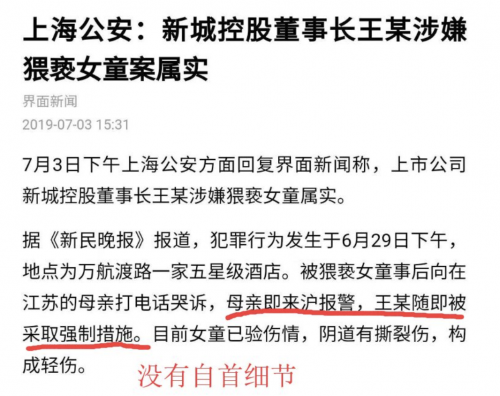 上海公安：新城控股董事长王某涉嫌
猥亵女童案属实
界面新闻
2019-07-03 15:31
7月3日下午上海公安方面回复界面新闻称，上市公司
新城控股董事长王某涉嫌猥亵女童属实。
据《新民晚报》报道，犯罪行为发生于6月29日下午，
地点为万航渡路一家五星级酒店。被猥亵女童事后向在
江苏的母亲打电话哭诉，母亲即来沪报警，王某随即被
采取强制措施。目前女童已验伤情，阴道有撕裂伤，构
成轻伤。
没有自首细节